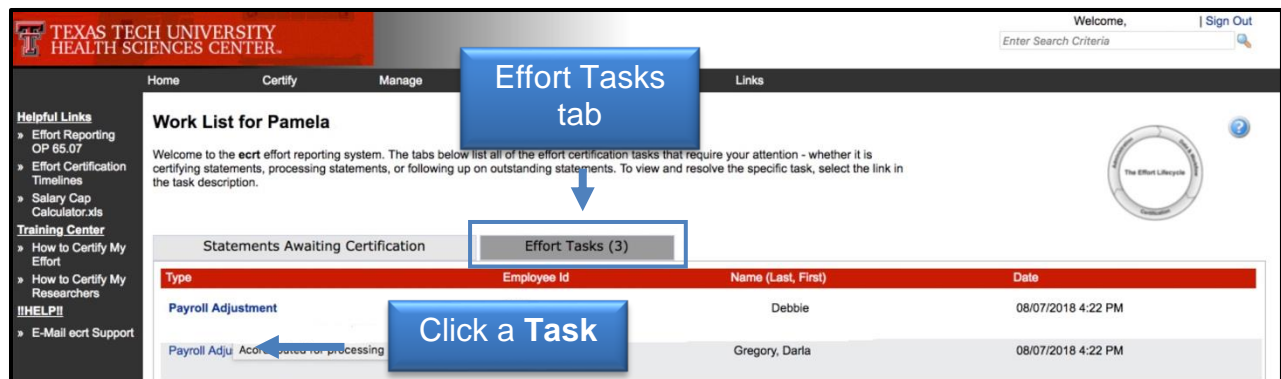 TEXAS TECH UNIVERSITY
HEALTH SCIENCES CENTER™
Welcome, | Sign Out
Enter Search Criteria
Home Certify Manage Links
Effort Tasks
tab
Helpful Links
» Effort Reporting
OP 65.07
» Effort Certification
Timelines
» Salary Cap
Calculator.xls
Training Center
» How to Certify My
Effort
» How to Certify My
Researchers
!!HELP!!
» E-Mail ecrt Support
Work List for Pamela
Welcome to the ecrt effort reporting system. The tabs below list all of the effort certification tasks that require your attention - whether it is
certifying statements, processing statements, or following up on outstanding statements. To view and resolve the specific task, select the link in
the task description.
The Effort Lifecycle
Certification
Statements Awaiting Certification Effort Tasks (3)
Type Employee Id Name (Last, First) Date
Payroll Adjustment Debbie 08/07/2018 4:22 PM
Click a Task
Payroll Adju for processing Gregory, Darla 08/07/2018 4:22 PM